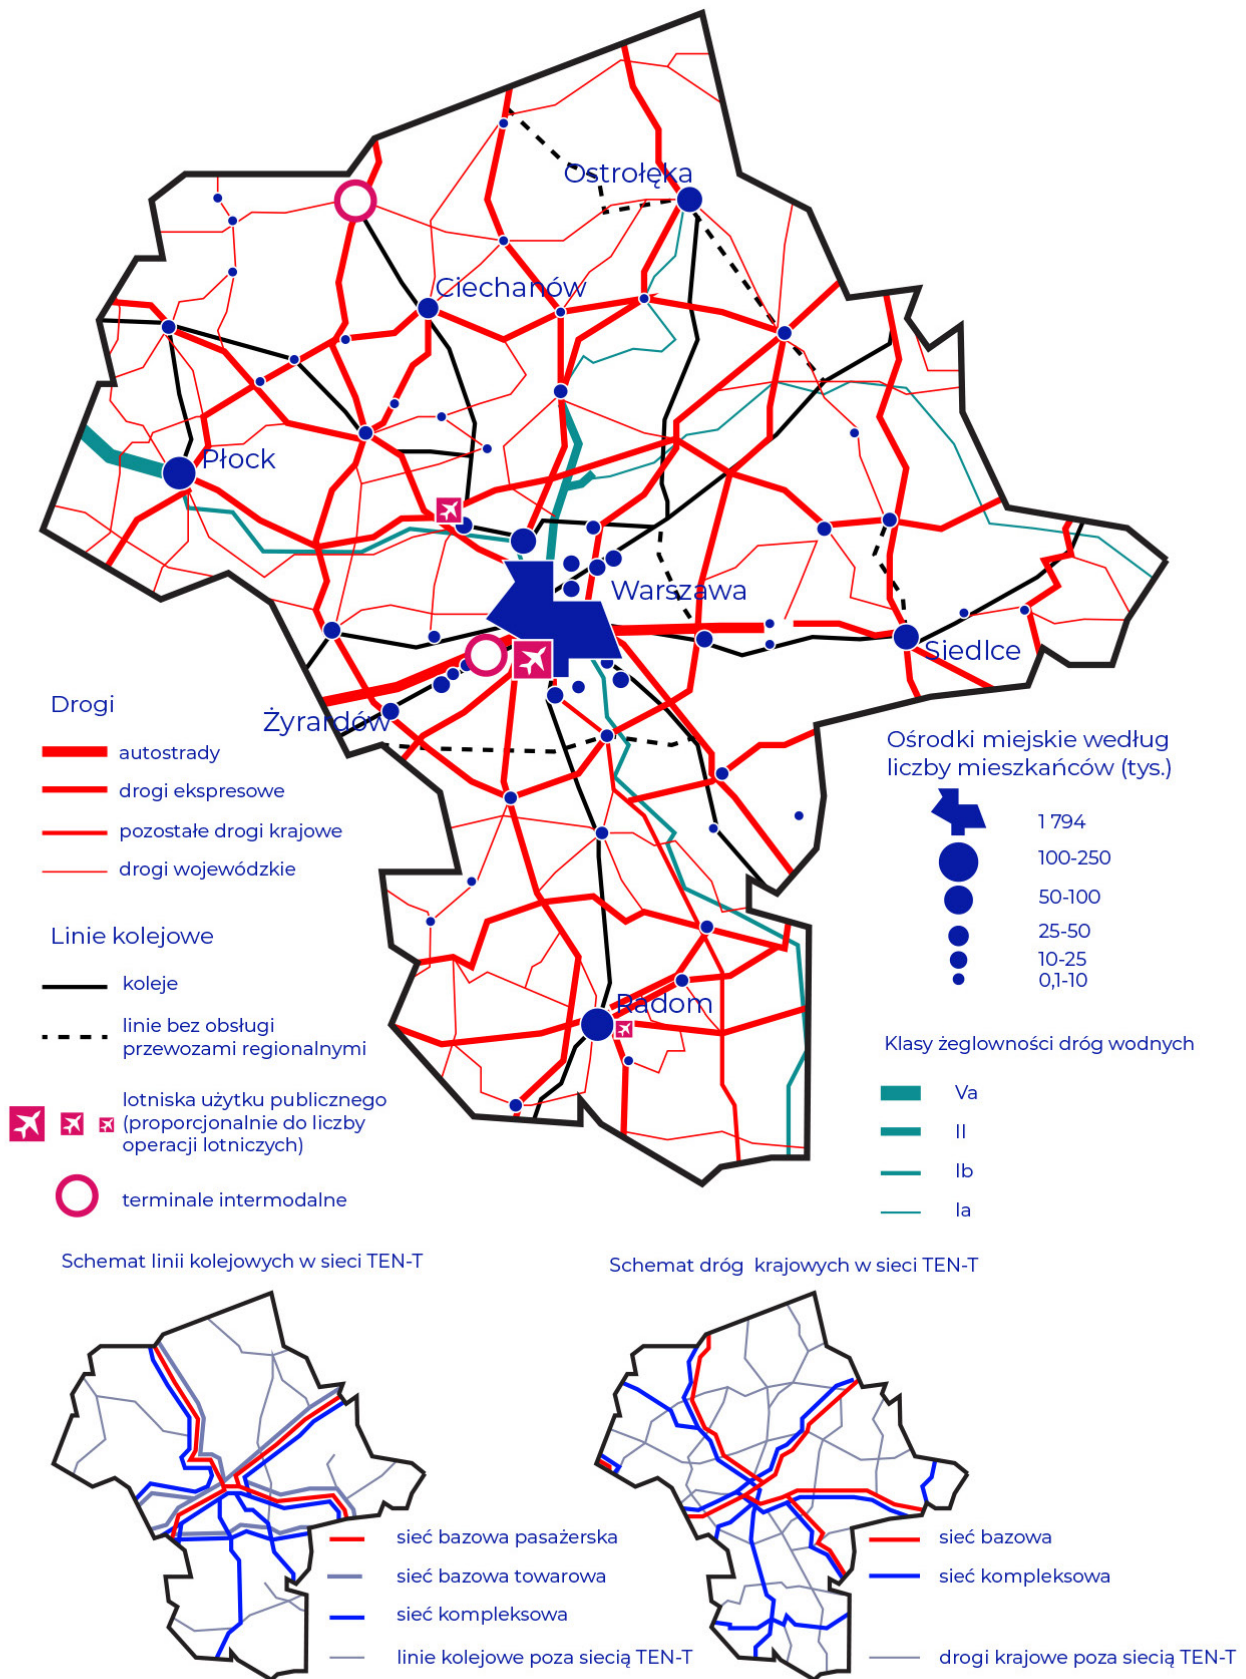 Ostrołęka
Ciechanów
Płock
Warszawa
Siedlce
Żyrardów
Radom
Drogi
autostrady
drogi ekspresowe
pozostałe drogi krajowe
drogi wojewódzkie
Linie kolejowe
koleje
linie bez obsługi
przewozami regionalnymi
lotniska użytku publicznego
(proporcjonalnie do liczby
operacji lotniczych)
terminale intermodalne
Ośrodki miejskie według
liczby mieszkańców (tys.)
1 794
100-250
50-100
25-50
10-25
0,1-10
Klasy żeglowności dróg wodnych
Va
II
Ib
Ia
Schemat linii kolejowych w sieci TEN-T
sieć bazowa pasażerska
sieć bazowa towarowa
sieć kompleksowa
linie kolejowe poza siecią TEN-T
Schemat dróg krajowych w sieci TEN-T
sieć bazowa
sieć kompleksowa
drogi krajowe poza siecią TEN-T